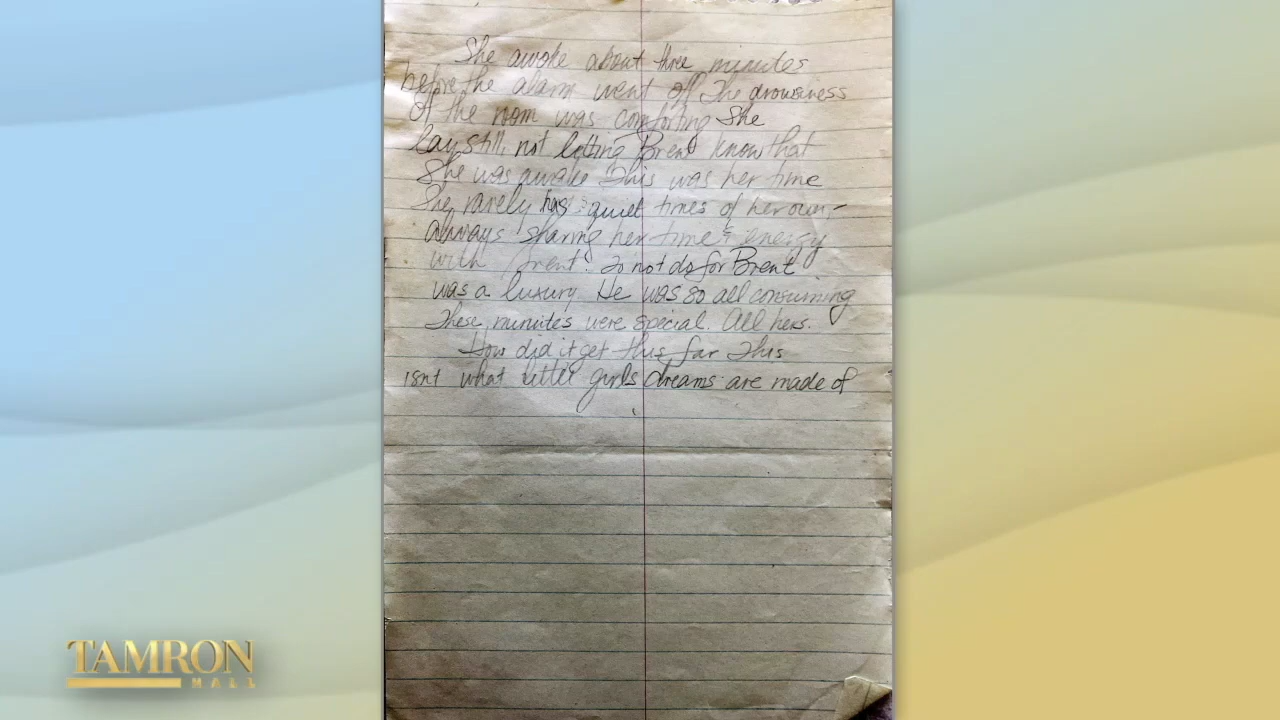 She awoke about three minutes
before the alarm went off The drowsiness
of the room was comforting She
lay still, not letting Brent know that
She was awake This was her time
She rarely has quiet times of her own -
always sharing her time & energy
with Brent. To not do for Brent
was a luxury. He was so all consuming
These minutes were special. All hers.
How did it get this far This
isnt what little girls dreams are made of
TAMRON
HALL